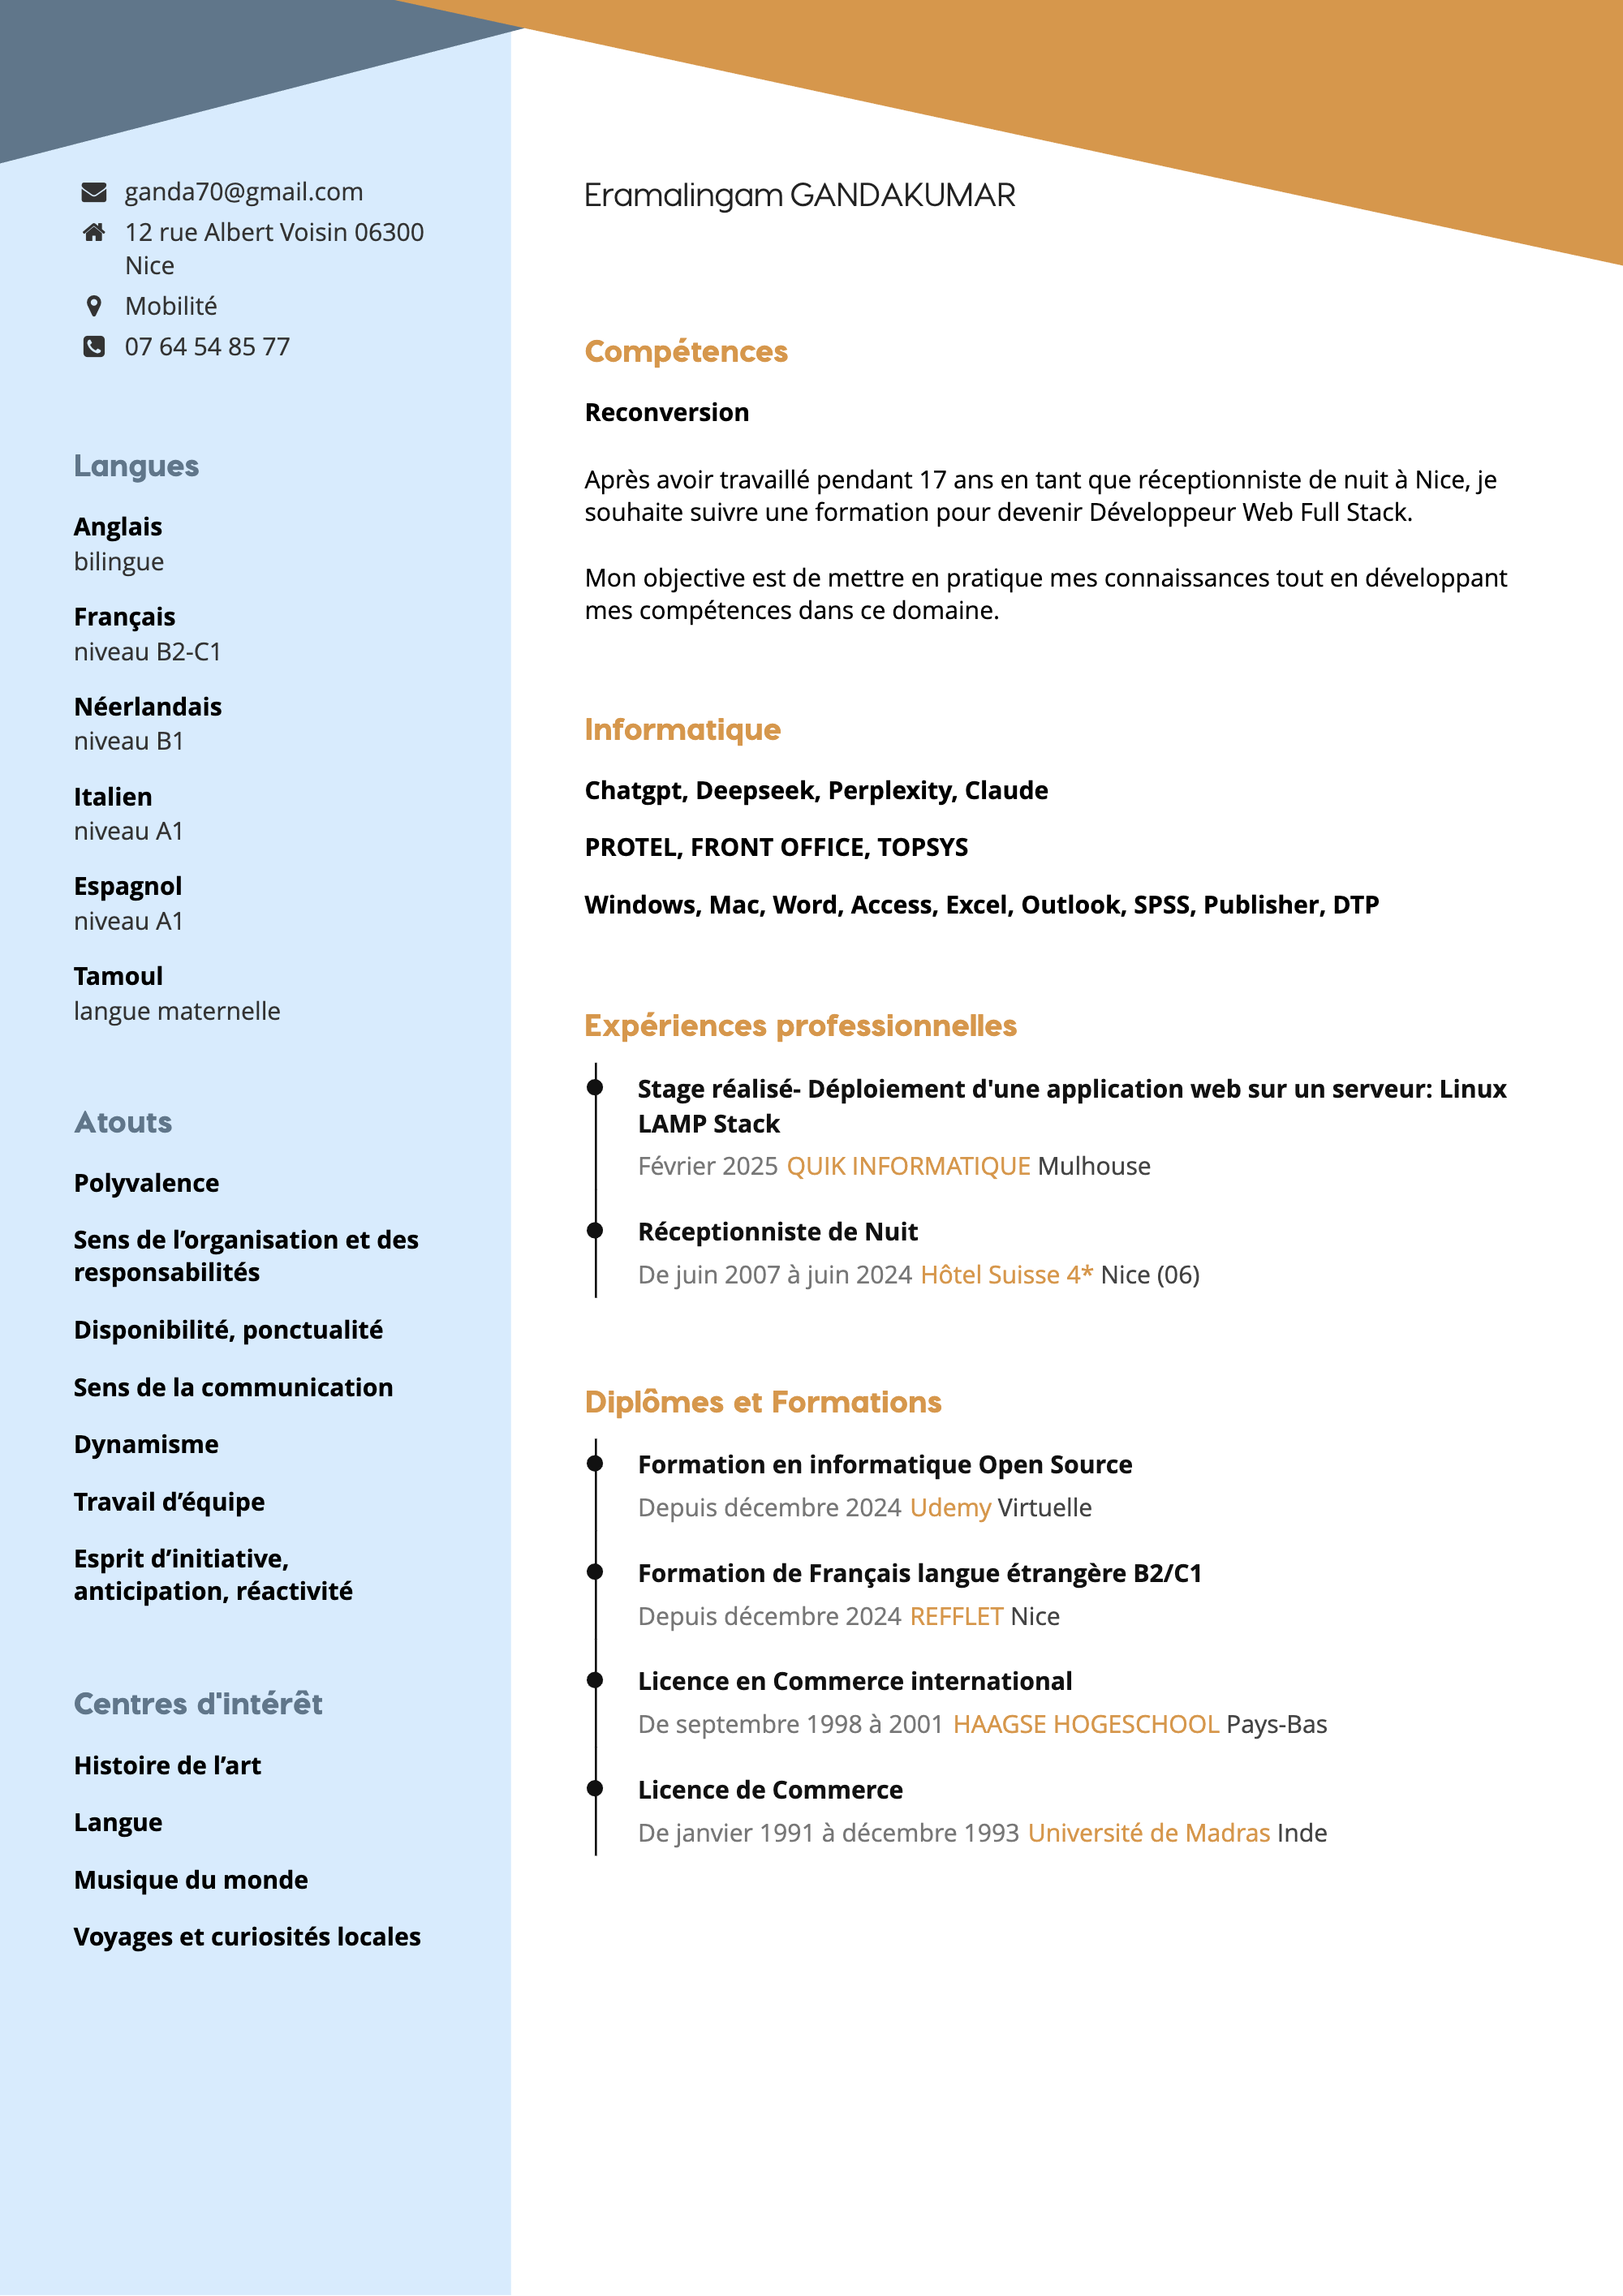 ganda70@gmail.com
12 rue Albert Voisin 06300
Nice
Mobilité
07 64 54 85 77
Langues
Anglais
bilingue
Français
niveau B2-C1
Néerlandais
niveau B1
Italien
niveau A1
Espagnol
niveau A1
Tamoul
langue maternelle
Atouts
Polyvalence
Sens de l’organisation et des
responsabilités
Disponibilité, ponctualité
Sens de la communication
Dynamisme
Travail d’équipe
Esprit d’initiative,
anticipation, réactivité
Centres d'intérêt
Histoire de l’art
Langue
Musique du monde
Voyages et curiosités locales
Eramalingam GANDAKUMAR
Compétences
Reconversion
Après avoir travaillé pendant 17 ans en tant que réceptionniste de nuit à Nice, je
souhaite suivre une formation pour devenir Développeur Web Full Stack.
Mon objective est de mettre en pratique mes connaissances tout en développant
mes compétences dans ce domaine.
Informatique
Chatgpt, Deepseek, Perplexity, Claude
PROTEL, FRONT OFFICE, TOPSYS
Windows, Mac, Word, Access, Excel, Outlook, SPSS, Publisher, DTP
Expériences professionnelles
Stage réalisé- Déploiement d'une application web sur un serveur: Linux
LAMP Stack
Février 2025 QUIK INFORMATIQUE Mulhouse
Réceptionniste de Nuit
De juin 2007 à juin 2024 Hôtel Suisse 4* Nice (06)
Diplômes et Formations
Formation en informatique Open Source
Depuis décembre 2024 Udemy Virtuelle
Formation de Français langue étrangère B2/C1
Depuis décembre 2024 REFFLET Nice
Licence en Commerce international
De septembre 1998 à 2001 HAAGSE HOGESCHOOL Pays-Bas
Licence de Commerce
De janvier 1991 à décembre 1993 Université de Madras Inde